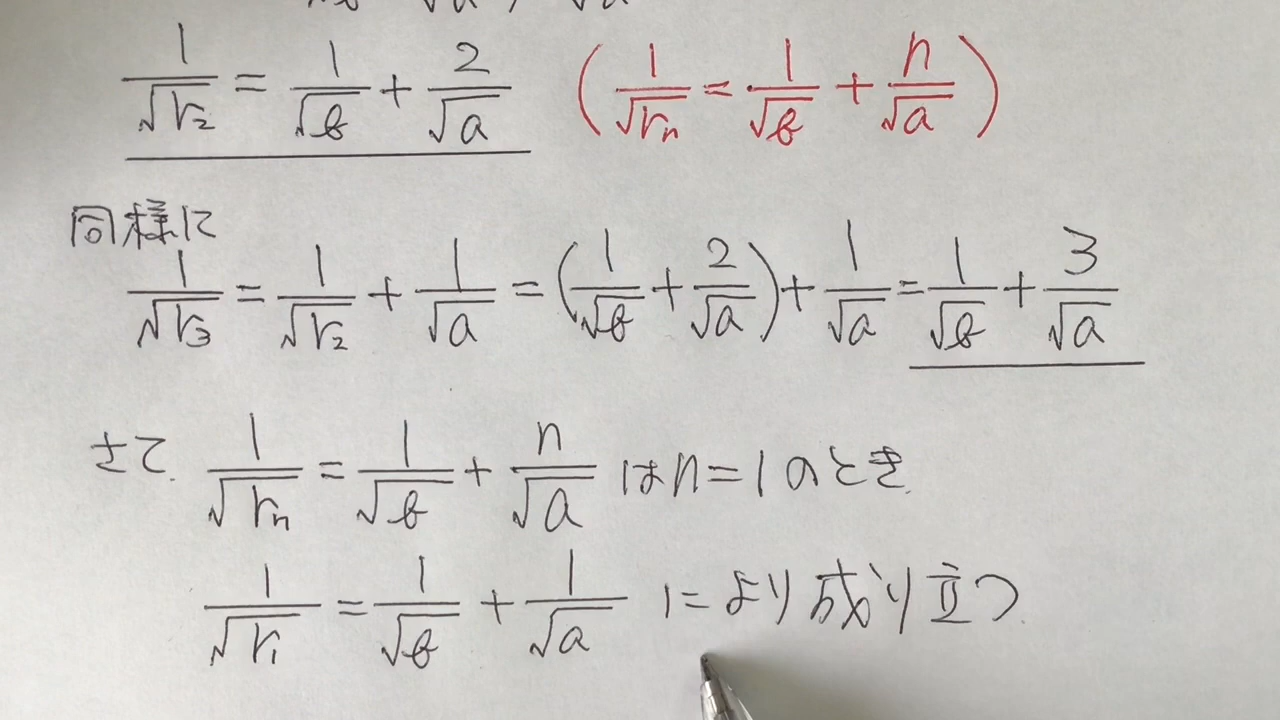 1/√r₂ = 1/√b + 2/√a (1/√rₙ = 1/√b + n/√a)
同様に
1/√r₃ = 1/√r₂ + 1/√a = (1/√b + 2/√a) + 1/√a = 1/√b + 3/√a
さて. 1/√rₙ = 1/√b + n/√a はn=1のとき.
1/√r₁ = 1/√b + 1/√a により成り立つ.